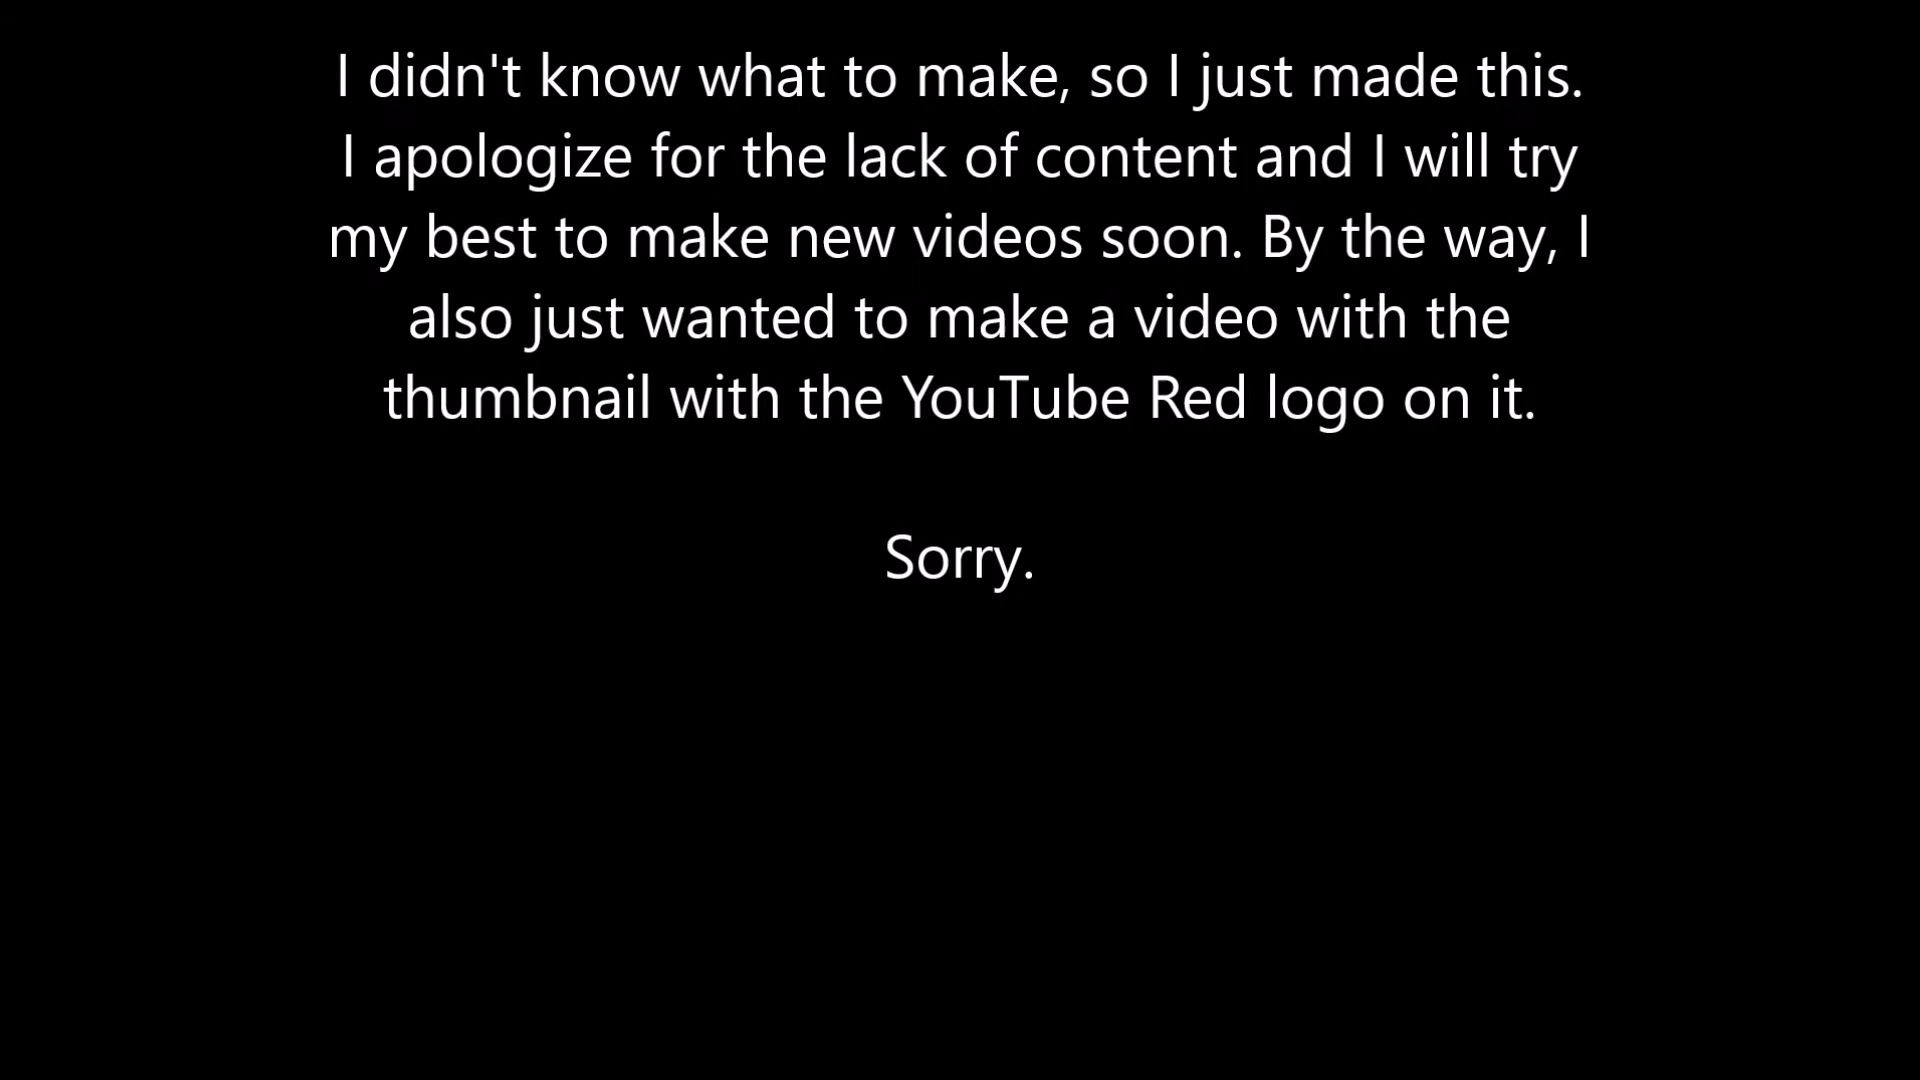 I didn't know what to make, so I just made this.
I apologize for the lack of content and I will try
my best to make new videos soon. By the way, I
also just wanted to make a video with the
thumbnail with the YouTube Red logo on it.
Sorry.